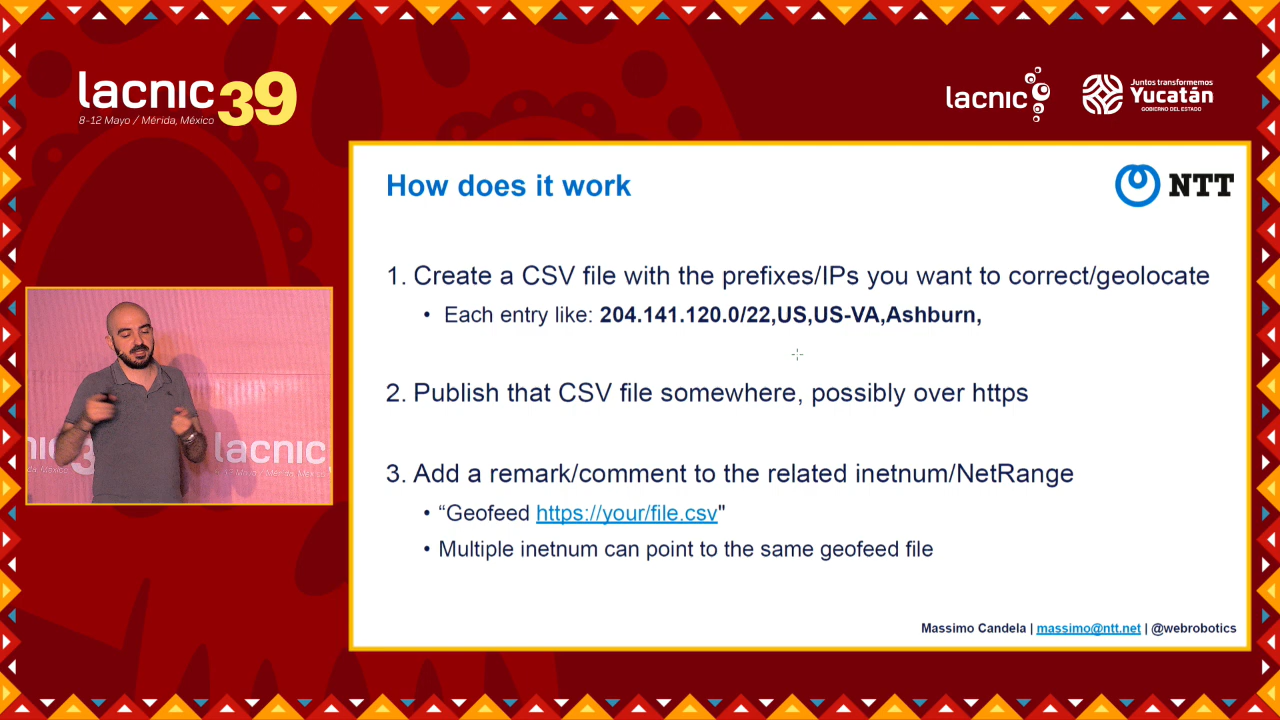 lacnic 39
8-12 Mayo / Mérida, México
lacnic
Juntos transformemos
Yucatán
GOBIERNO DEL ESTADO
How does it work
NTT
1. Create a CSV file with the prefixes/IPs you want to correct/geolocate
• Each entry like: 204.141.120.0/22,US,US-VA,Ashburn,
2. Publish that CSV file somewhere, possibly over https
3. Add a remark/comment to the related inetnum/NetRange
• “Geofeed https://your/file.csv"
• Multiple inetnum can point to the same geofeed file
Massimo Candela | massimo@ntt.net | @webrobotics
lacnic